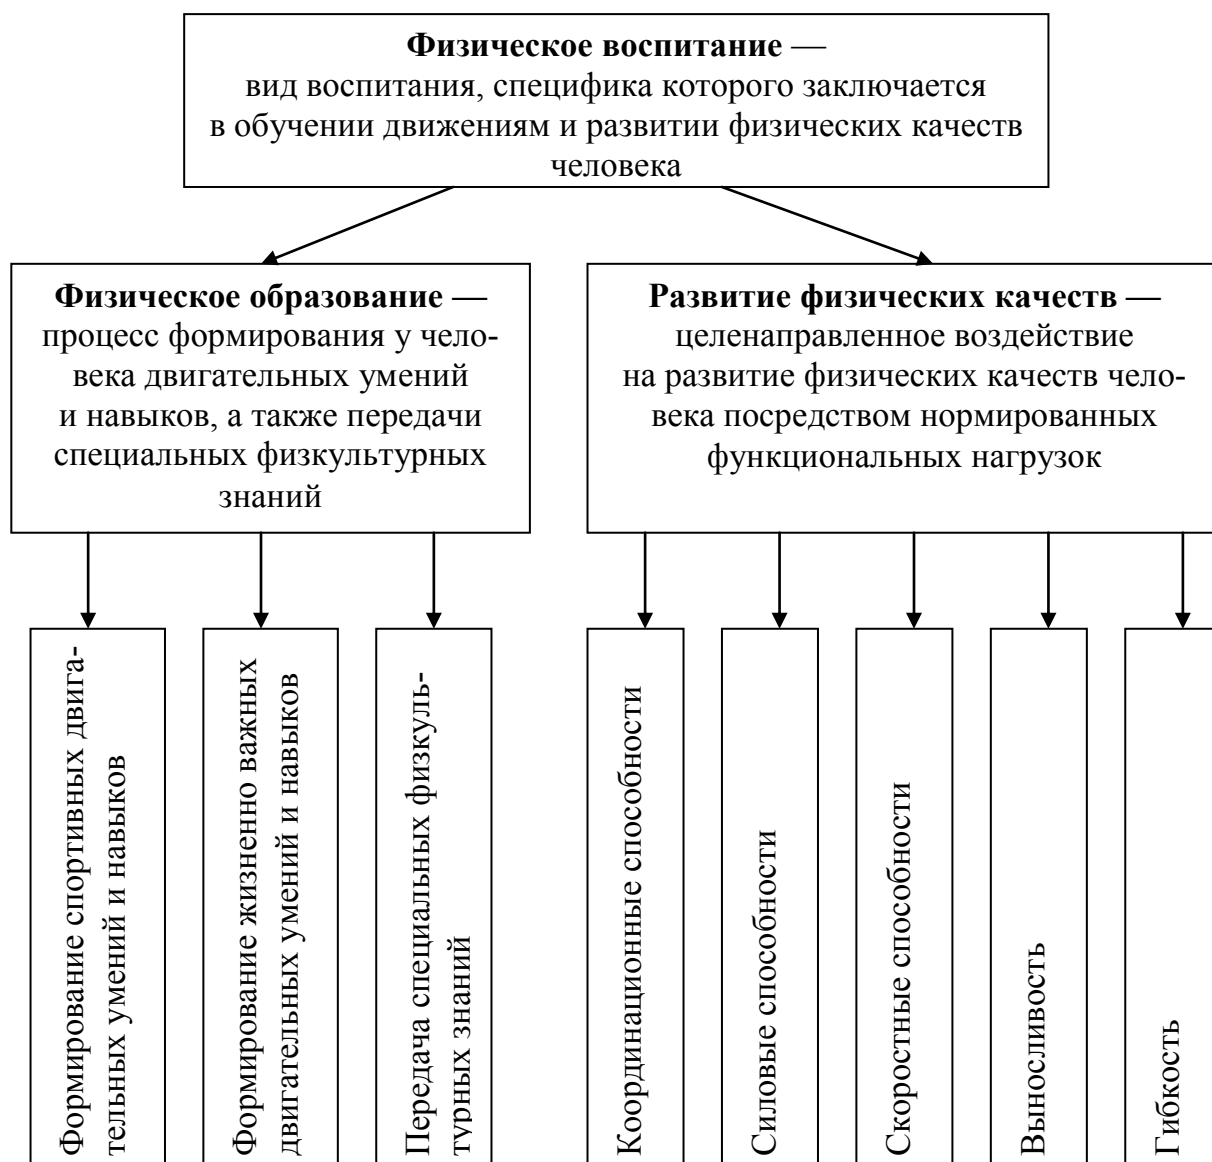 Физическое воспитание —
вид воспитания, специфика которого заключается
в обучении движениям и развитии физических качеств
человека
Физическое образование —
процесс формирования у чело-
века двигательных умений
и навыков, а также передачи
специальных физкультурных
знаний
Развитие физических качеств —
целенаправленное воздействие
на развитие физических качеств чело-
века посредством нормированных
функциональных нагрузок
Формирование спортивных двига-
тельных умений и навыков
Формирование жизненно важных
двигательных умений и навыков
Передача специальных физкуль-
турных знаний
Координационные способности
Силовые способности
Скоростные способности
Выносливость
Гибкость